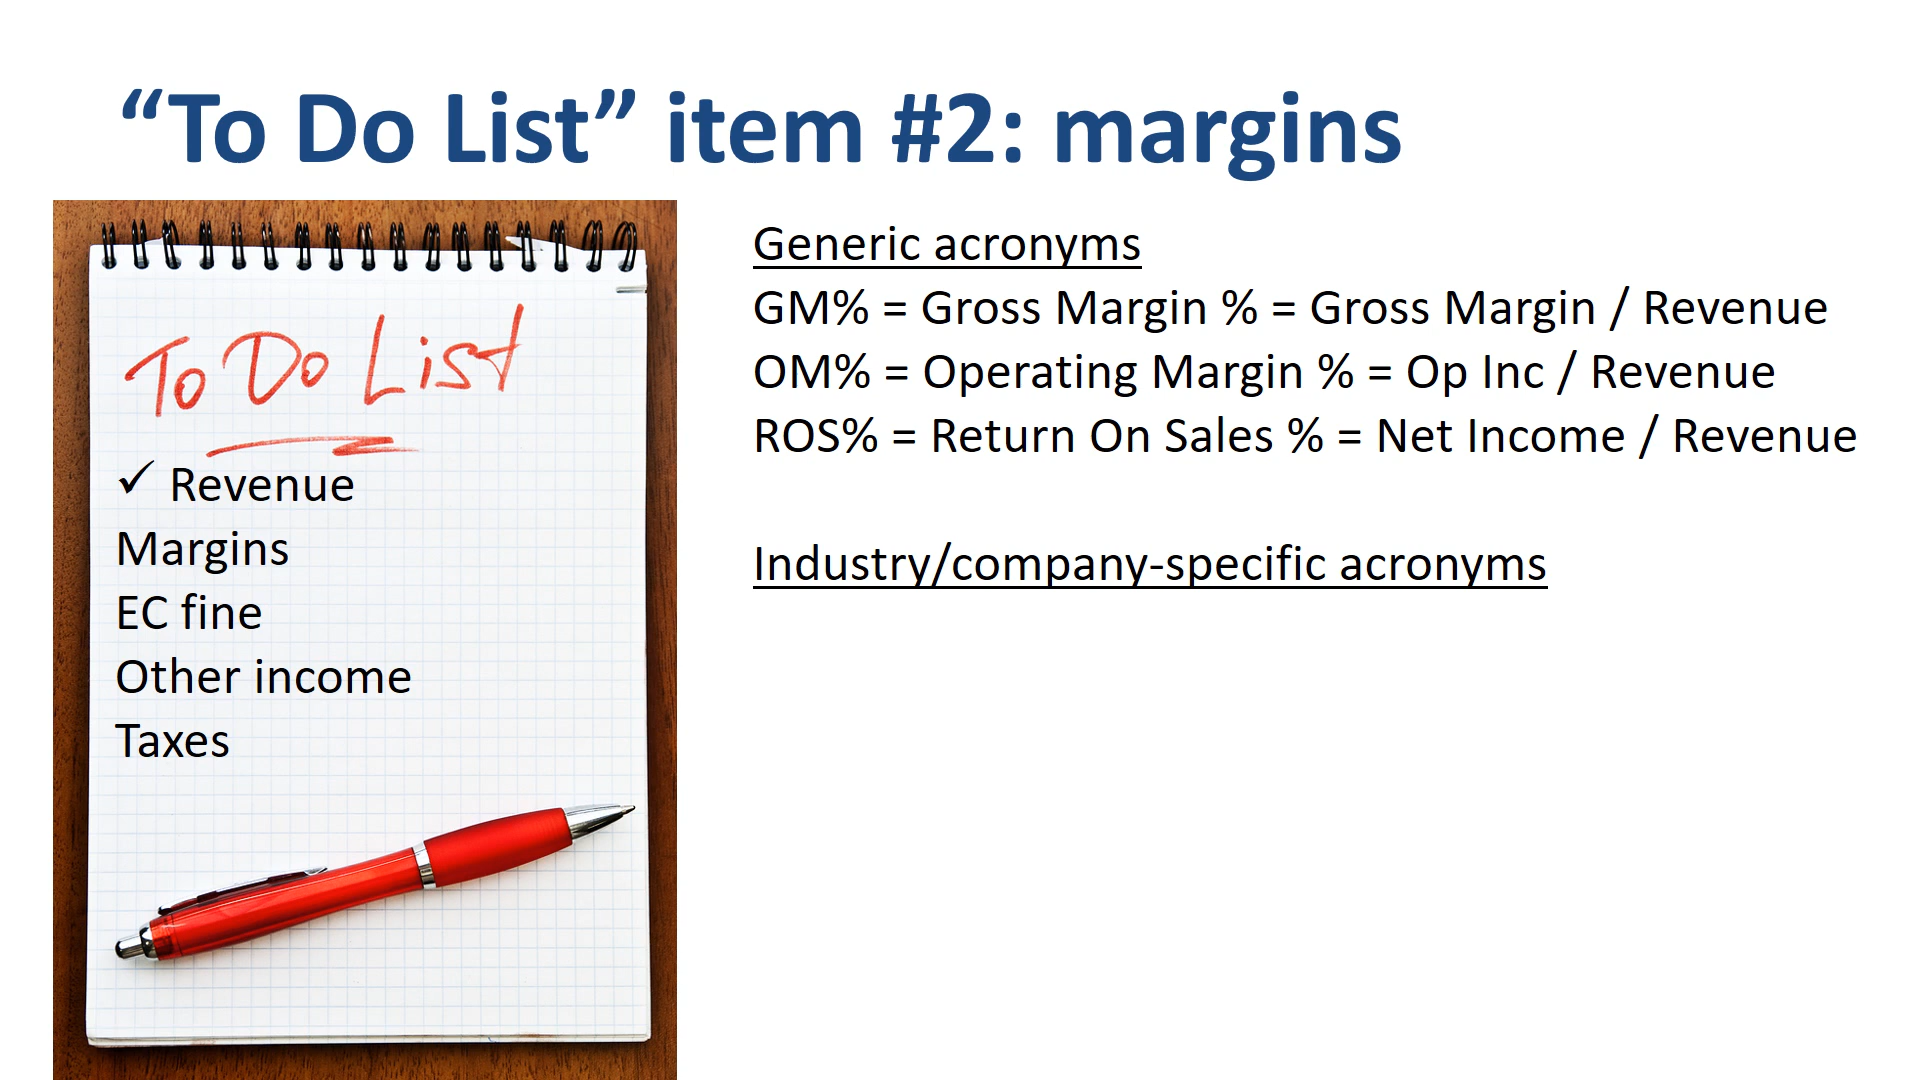 “To Do List” item #2: margins
To Do List
✓ Revenue
Margins
EC fine
Other income
Taxes
Generic acronyms
GM% = Gross Margin % = Gross Margin / Revenue
OM% = Operating Margin % = Op Inc / Revenue
ROS% = Return On Sales % = Net Income / Revenue
Industry/company-specific acronyms